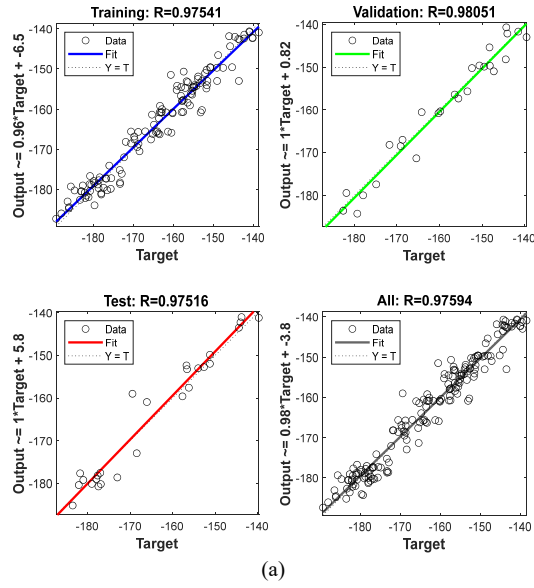 Training: R=0.97541
Output ~= 0.96*Target + -6.5
-140
-150
-160
-170
-180
Data
Fit
Y = T
-180 -170 -160 -150 -140
Target
Validation: R=0.98051
Output ~= 1*Target + 0.82
-140
-150
-160
-170
-180
Data
Fit
Y = T
-180 -170 -160 -150 -140
Target
Test: R=0.97516
Output ~= 1*Target + 5.8
-140
-150
-160
-170
-180
Data
Fit
Y = T
-180 -170 -160 -150 -140
Target
All: R=0.97594
Output ~= 0.98*Target + -3.8
-140
-150
-160
-170
-180
Data
Fit
Y = T
-180 -170 -160 -150 -140
Target
(a)